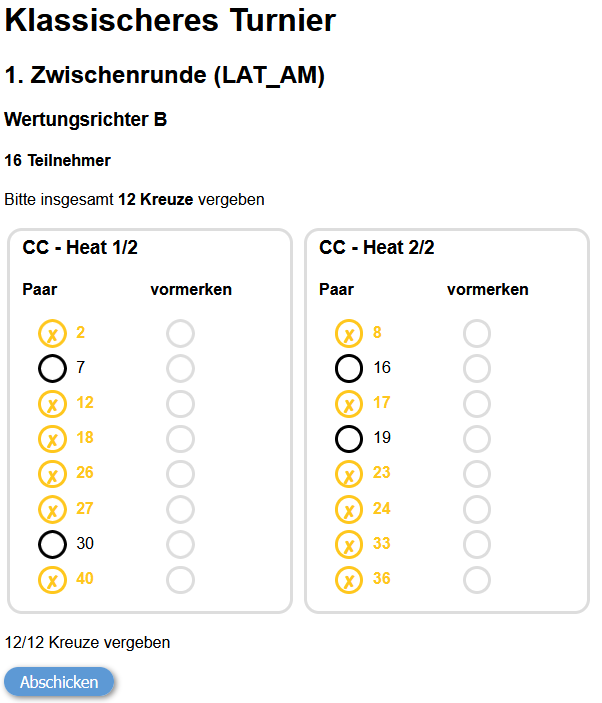 Klassischeres Turnier
1. Zwischenrunde (LAT_AM)
Wertungsrichter B
16 Teilnehmer
Bitte insgesamt 12 Kreuze vergeben
CC - Heat 1/2
Paar vormerken
x 2
7
x 12
x 18
x 26
x 27
30
x 40
CC - Heat 2/2
Paar vormerken
x 8
16
x 17
19
x 23
x 24
x 33
x 36
12/12 Kreuze vergeben
Abschicken